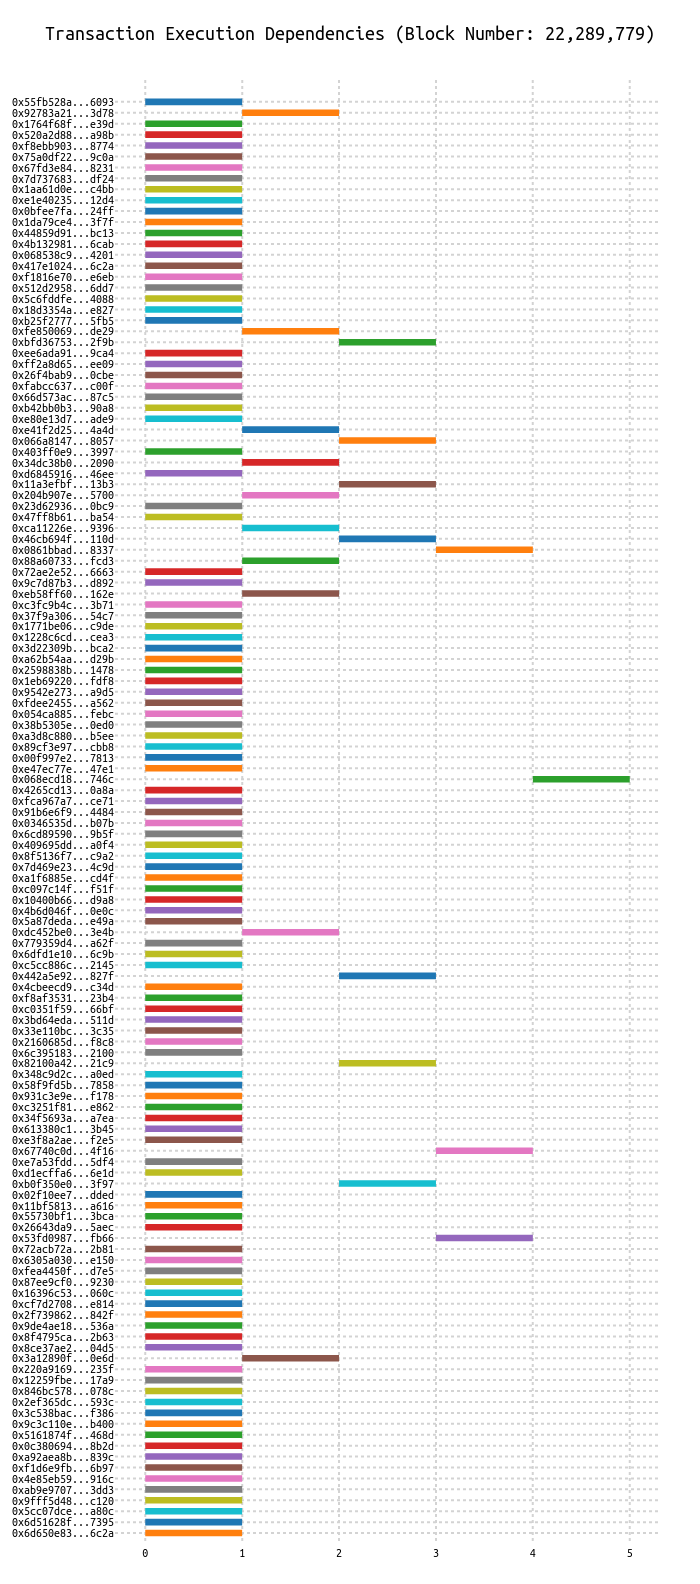 Transaction Execution Dependencies (Block Number: 22,289,779)
0x55fb528a...6093
0x92783a21...3d78
0x1764f68f...e39d
0x520a2d88...a98b
0xf8ebb903...8774
0x75a0df22...9c0a
0x67fd3e84...8231
0x7d737683...df24
0x1aa61d0e...c4bb
0xe1e40235...12d4
0x0bfee7fa...24ff
0x1da79ce4...3f7f
0x44859d91...bc13
0x4b132981...6cab
0x068538c9...4201
0x417e1024...6c2a
0xf1816e70...e6eb
0x512d2958...6dd7
0x5c6fddfe...4088
0x18d3354a...e827
0xb25f2777...5fb5
0xfe850069...de29
0xbfd36753...2f9b
0xee6ada91...9ca4
0xff2a8d65...ee09
0x26f4bab9...0cbe
0xfabcc637...c00f
0x66d573ac...87c5
0xb42bb0b3...90a8
0xe80e13d7...ade9
0xe41f2d25...4a4d
0x066a8147...8057
0x403ff0e9...3997
0x34dc38b0...2090
0xd6845916...46ee
0x11a3efbf...13b3
0x204b907e...5700
0x23d62936...0bc9
0x47ff8b61...ba54
0xca11226e...9396
0x46cb694f...110d
0x0861bbad...8337
0x88a60733...fcd3
0x72ae2e52...6663
0x9c7d87b3...d892
0xeb58ff60...162e
0xc3fc9b4c...3b71
0x37f9a306...54c7
0x1771be06...c9de
0x1228c6cd...cea3
0x3d22309b...bca2
0xa62b54aa...d29b
0x2598838b...1478
0x1eb69220...fdf8
0x9542e273...a9d5
0xfdee2455...a562
0x054ca885...febc
0x38b5305e...0ed0
0xa3d8c880...b5ee
0x89cf3e97...cbb8
0x00f997e2...7813
0xe47ec77e...47e1
0x068ecd18...746c
0x4265cd13...0a8a
0xfca967a7...ce71
0x91b6e6f9...4484
0x0346535d...b07b
0x6cd89590...9b5f
0x409695dd...a0f4
0x8f5136f7...c9a2
0x7d469e23...4c9d
0xa1f6885e...cd4f
0xc097c14f...f51f
0x10400b66...d9a8
0x4b6d046f...0e0c
0x5a87deda...e49a
0xdc452be0...3e4b
0x779359d4...a62f
0x6dfd1e10...6c9b
0xc5cc886c...2145
0x442a5e92...827f
0x4cbeecd9...c34d
0xf8af3531...23b4
0xc0351f59...66bf
0x3bd64eda...511d
0x33e110bc...3c35
0x2160685d...f8c8
0x6c395183...2100
0x82100a42...21c9
0x348c9d2c...a0ed
0x58f9fd5b...7858
0x931c3e9e...f178
0xc3251f81...e862
0x34f5693a...a7ea
0x613380c1...3b45
0xe3f8a2ae...f2e5
0x67740c0d...4f16
0xe7a53fdd...5df4
0xd1ecffa6...6e1d
0xb0f350e0...3f97
0x02f10ee7...dded
0x11bf5813...a616
0x55730bf1...3bca
0x26643da9...5aec
0x53fd0987...fb66
0x72acb72a...2b81
0x6305a030...e150
0xfea4450f...d7e5
0x87ee9cf0...9230
0x16396c53...060c
0xcf7d2708...e814
0x2f739862...842f
0x9de4ae18...536a
0x8f4795ca...2b63
0x8ce37ae2...04d5
0x3a12890f...0e6d
0x220a9169...235f
0x12259fbe...17a9
0x846bc578...078c
0x2ef365dc...593c
0x3c538bac...f386
0x9c3c110e...b400
0x5161874f...468d
0x0c380694...8b2d
0xa92aea8b...839c
0xf1d6e9fb...6b97
0x4e85eb59...916c
0xab9e9707...3dd3
0x9fff5d48...c120
0x5cc07dce...a80c
0x6d51628f...7395
0x6d650e83...6c2a
0 1 2 3 4 5